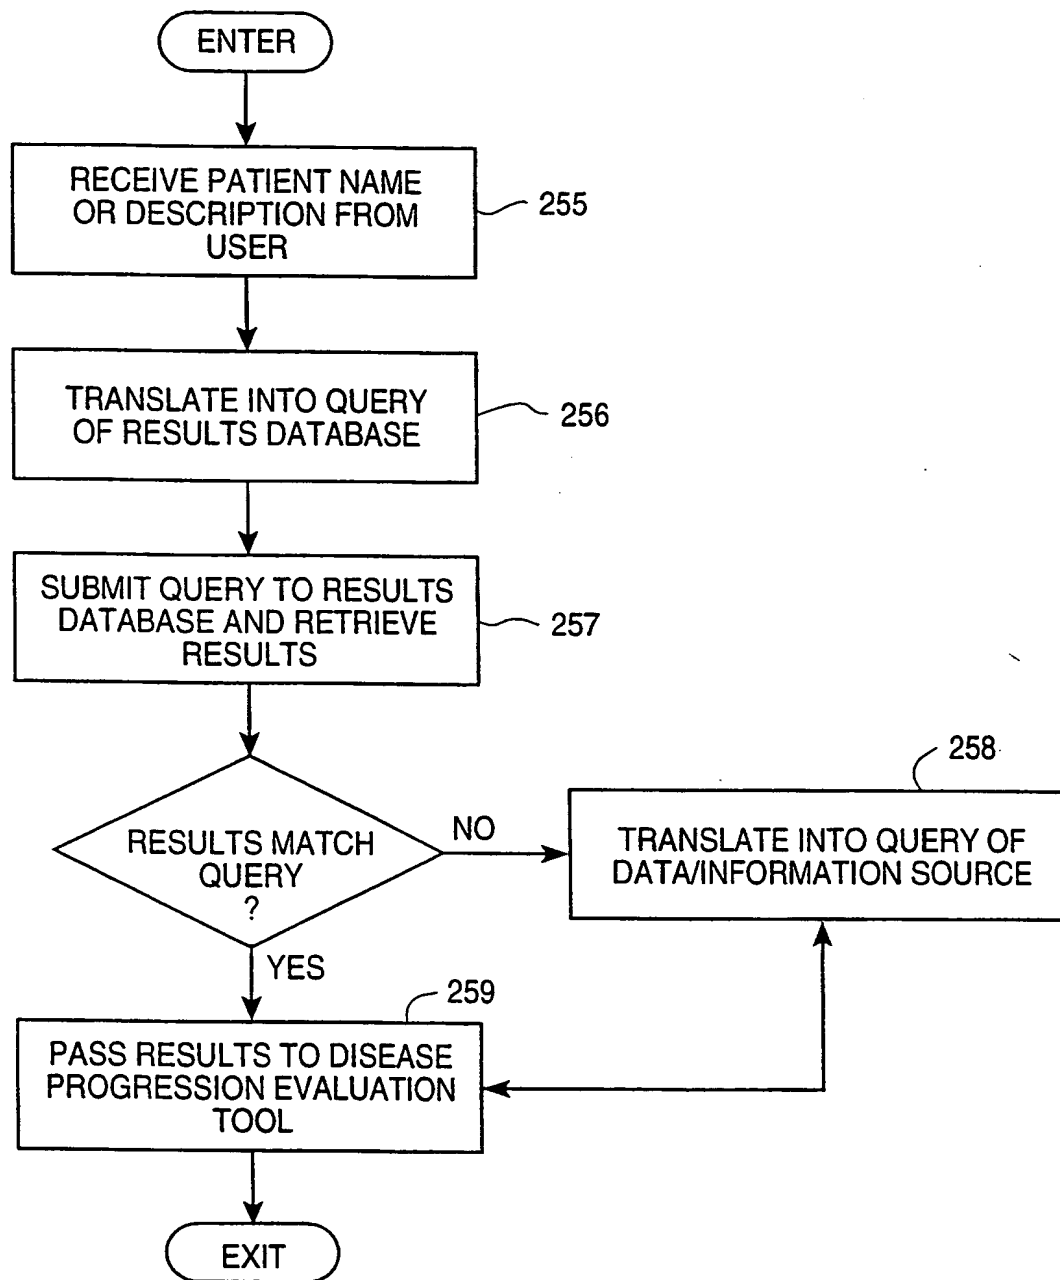 ENTER
RECEIVE PATIENT NAME
OR DESCRIPTION FROM
USER
255
TRANSLATE INTO QUERY
OF RESULTS DATABASE
256
SUBMIT QUERY TO RESULTS
DATABASE AND RETRIEVE
RESULTS
257
RESULTS MATCH
QUERY
?
NO
258
TRANSLATE INTO QUERY OF
DATA/INFORMATION SOURCE
YES
259
PASS RESULTS TO DISEASE
PROGRESSION EVALUATION
TOOL
EXIT